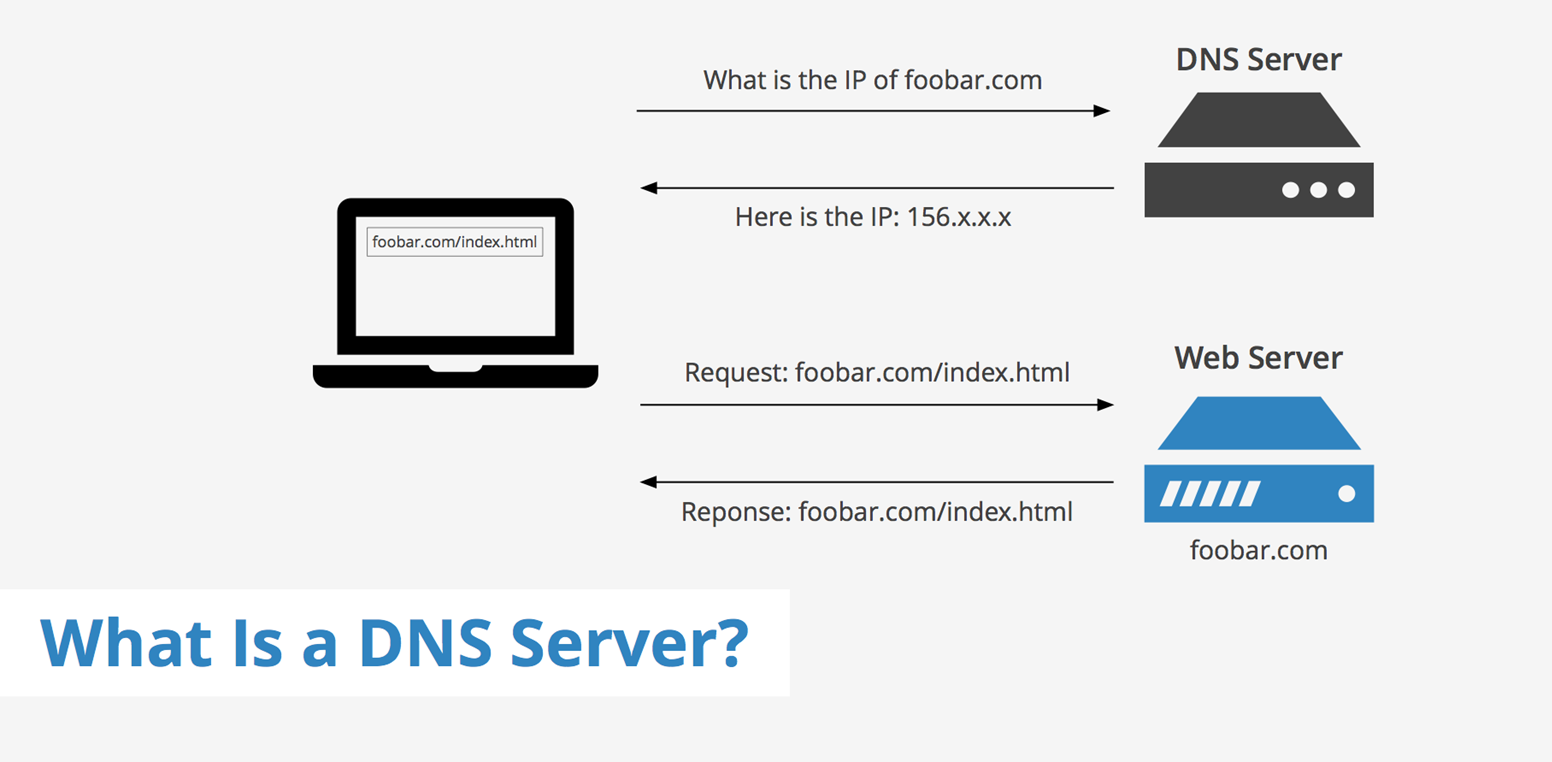 DNS Server
What is the IP of foobar.com
Here is the IP: 156.x.x.x
foobar.com/index.html
Web Server
Request: foobar.com/index.html
Reponse: foobar.com/index.html
foobar.com
What Is a DNS Server?